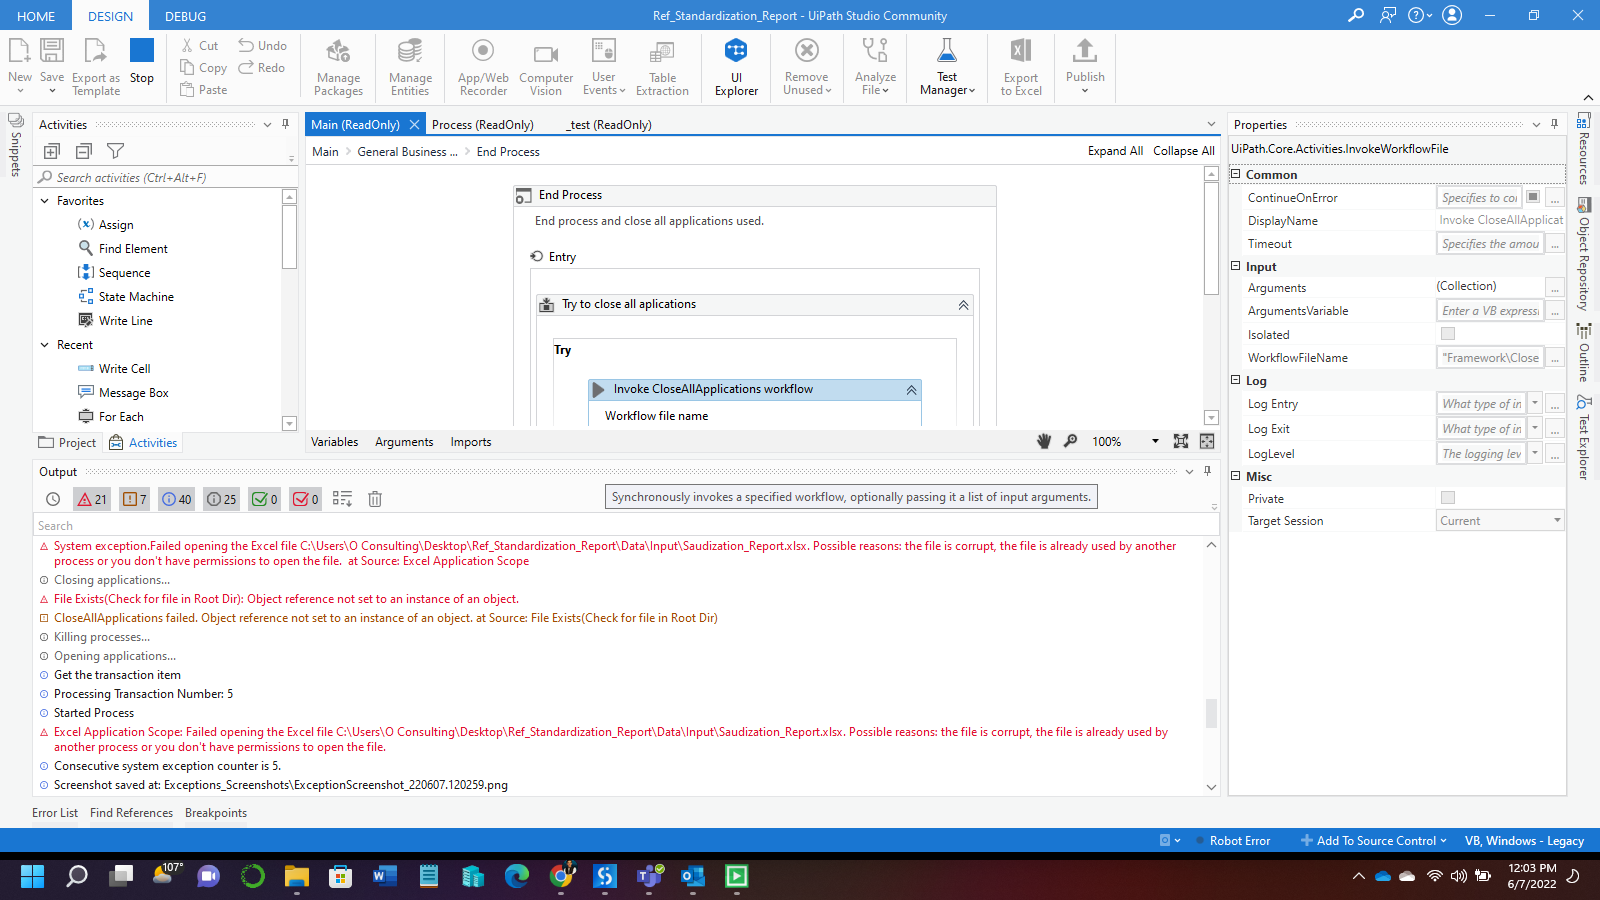 HOME DESIGN DEBUG Ref_Standardization_Report - UiPath Studio Community
New Save Export as Template Stop Cut Copy Paste Undo Redo Manage Packages Manage Entities App/Web Recorder Computer Vision User Events Table Extraction UI Explorer Remove Unused Analyze File Test Manager Export to Excel Publish
Snippets
Activities
Search activities (Ctrl+Alt+F)
Favorites
Assign
Find Element
Sequence
State Machine
Write Line
Recent
Write Cell
Message Box
For Each
Project Activities
Main (ReadOnly) Process (ReadOnly) _test (ReadOnly)
Main > General Business ... > End Process Expand All Collapse All
End Process
End process and close all applications used.
Entry
Try to close all aplications
Try
Invoke CloseAllApplications workflow
Workflow file name
Variables Arguments Imports 100%
Properties
UiPath.Core.Activities.InvokeWorkflowFile
Common
ContinueOnError Specifies to co
DisplayName Invoke CloseAllApplicat
Timeout Specifies the amou
Input
Arguments (Collection)
ArgumentsVariable Enter a VB express
Isolated
WorkflowFileName "Framework\Close
Log
Log Entry What type of in
Log Exit What type of in
LogLevel The logging lev
Misc
Private
Target Session Current
Resources
Object Repository
Outline
Test Explorer
Output
21 7 40 25 0 0
Synchronously invokes a specified workflow, optionally passing it a list of input arguments.
Search
System exception.Failed opening the Excel file C:\Users\O Consulting\Desktop\Ref_Standardization_Report\Data\Input\Saudization_Report.xlsx. Possible reasons: the file is corrupt, the file is already used by another
process or you don't have permissions to open the file. at Source: Excel Application Scope
Closing applications...
File Exists(Check for file in Root Dir): Object reference not set to an instance of an object.
CloseAllApplications failed. Object reference not set to an instance of an object. at Source: File Exists(Check for file in Root Dir)
Killing processes...
Opening applications...
Get the transaction item
Processing Transaction Number: 5
Started Process
Excel Application Scope: Failed opening the Excel file C:\Users\O Consulting\Desktop\Ref_Standardization_Report\Data\Input\Saudization_Report.xlsx. Possible reasons: the file is corrupt, the file is already used by
another process or you don't have permissions to open the file.
Consecutive system exception counter is 5.
Screenshot saved at: Exceptions_Screenshots\ExceptionScreenshot_220607.120259.png
Error List Find References Breakpoints
Robot Error Add To Source Control VB, Windows - Legacy
107°
12:03 PM
6/7/2022